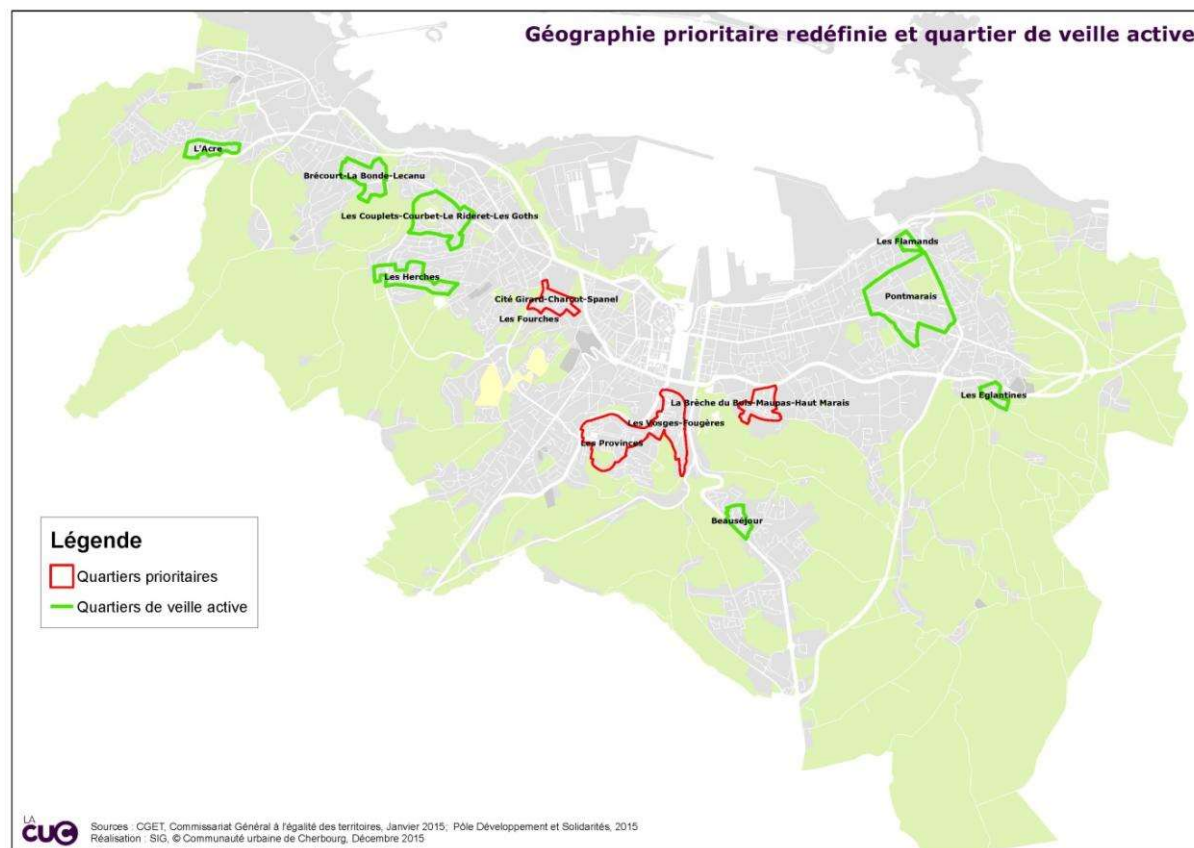 Géographie prioritaire redéfinie et quartier de veille active
L'Acre
Brécourt-La Bonde-Lecanu
Les Couplets-Courbet-Le Rideret-Les Goths
Les Flamands
Les Herches
Pontmarais
Cité Girard-Charcot-Spanel
Les Fourches
Les Eglantines
La Brèche du Bois-Maupas-Haut Marais
Les Vosges-Fougères
Les Provinces
Beauséjour
Légende
Quartiers prioritaires
Quartiers de veille active
LA
CUC
Sources : CGET, Commissariat Général à l'égalité des territoires, Janvier 2015; Pôle Développement et Solidarités, 2015
Réalisation : SIG, © Communauté urbaine de Cherbourg, Décembre 2015